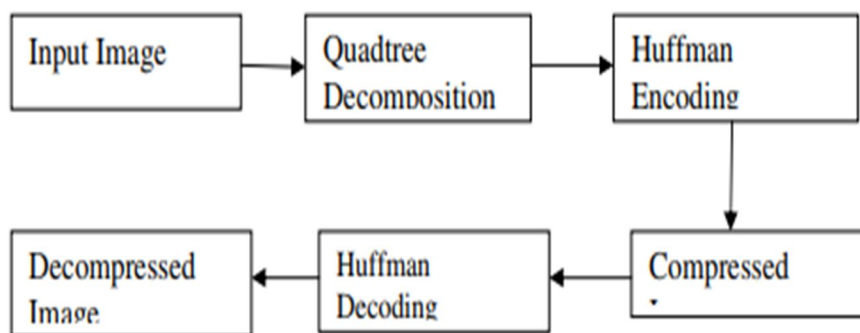 Input Image
Quadtree
Decomposition
Huffman
Encoding
Compressed
Huffman
Decoding
Decompressed
Image